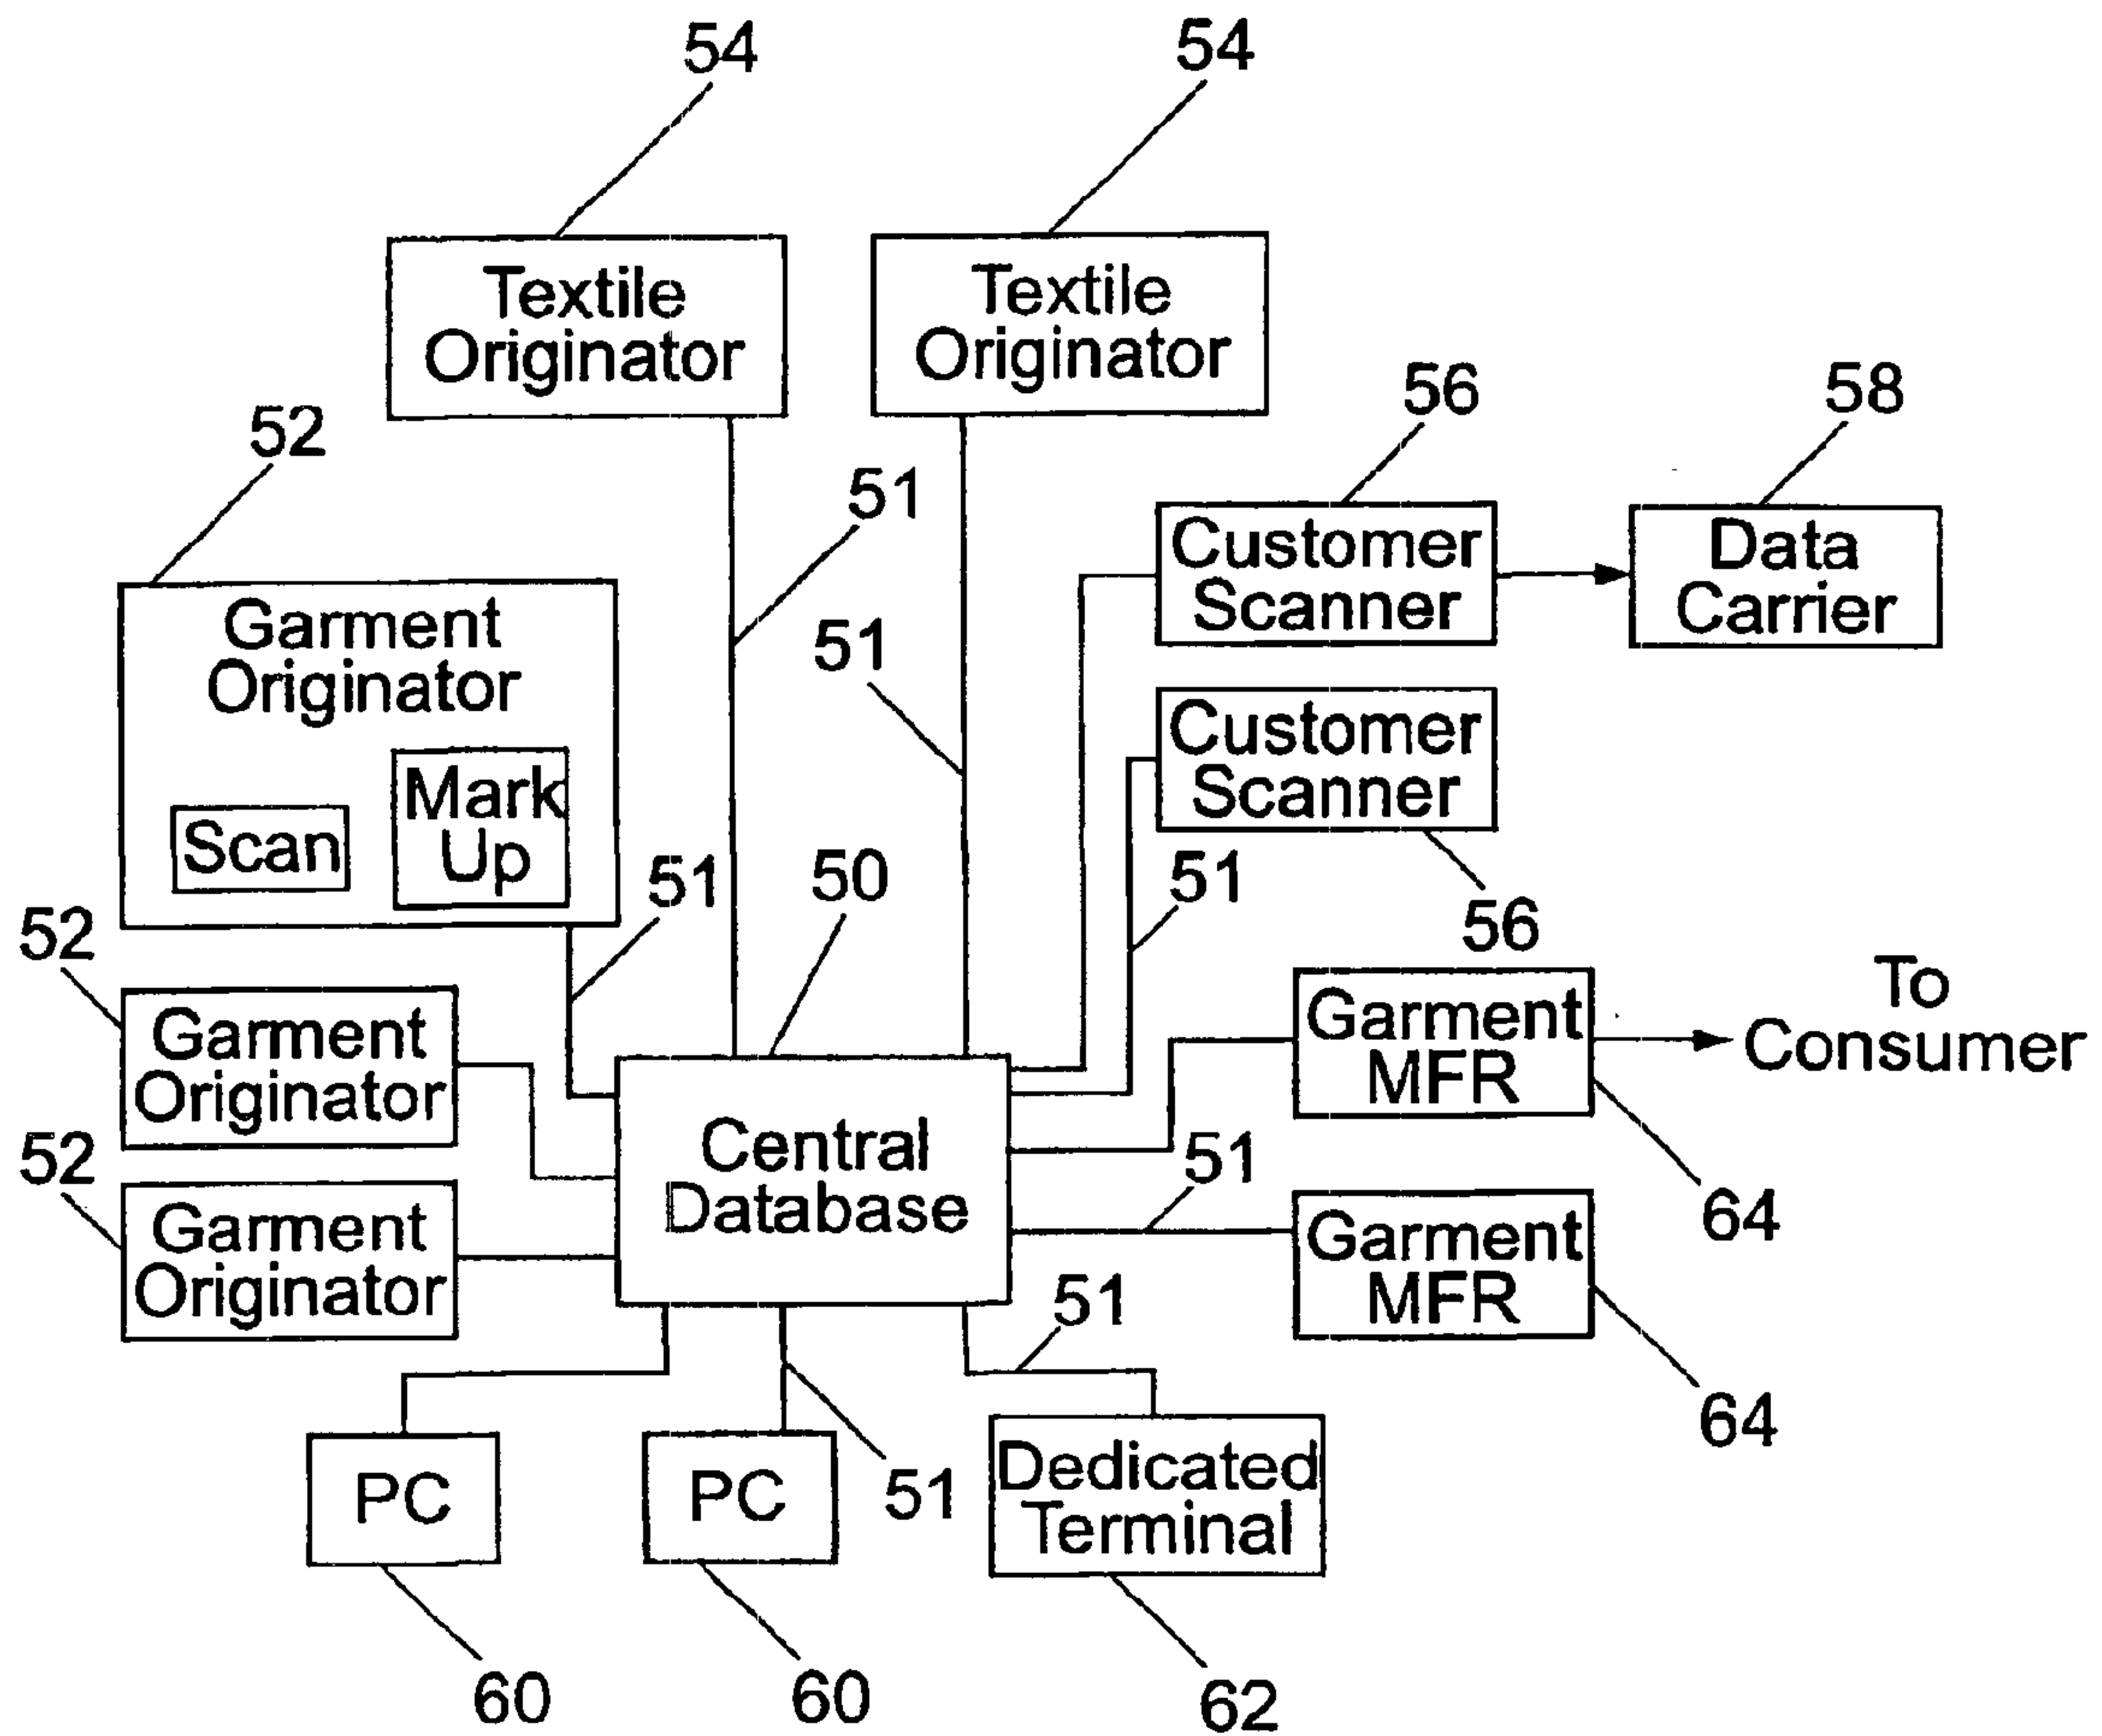 54
54
Textile
Originator
Textile
Originator
52
56
58
51
Customer
Scanner
Data
Carrier
Garment
Originator
51
Customer
Scanner
Mark
Up
Scan
51
50
51
56
52
Garment
Originator
Garment
MFR
To
Consumer
Central
Database
52
51
64
Garment
Originator
Garment
MFR
51
64
PC
PC
51
Dedicated
Terminal
60
60
62